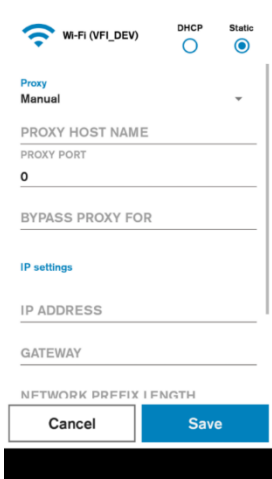 DHCP Static
Wi-Fi (VFI_DEV)
Proxy
Manual
PROXY HOST NAME
PROXY PORT
0
BYPASS PROXY FOR
IP settings
IP ADDRESS
GATEWAY
NETWORK PREFIX LENGTH
Cancel Save